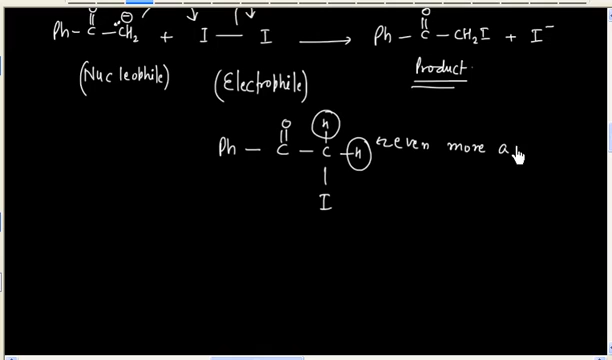 Ph – C – CH2 + I – I → Ph – C – CH2I + I–
(Nucleophile) (Electrophile) Product
O H
Ph – C – C – H ← even more a
I